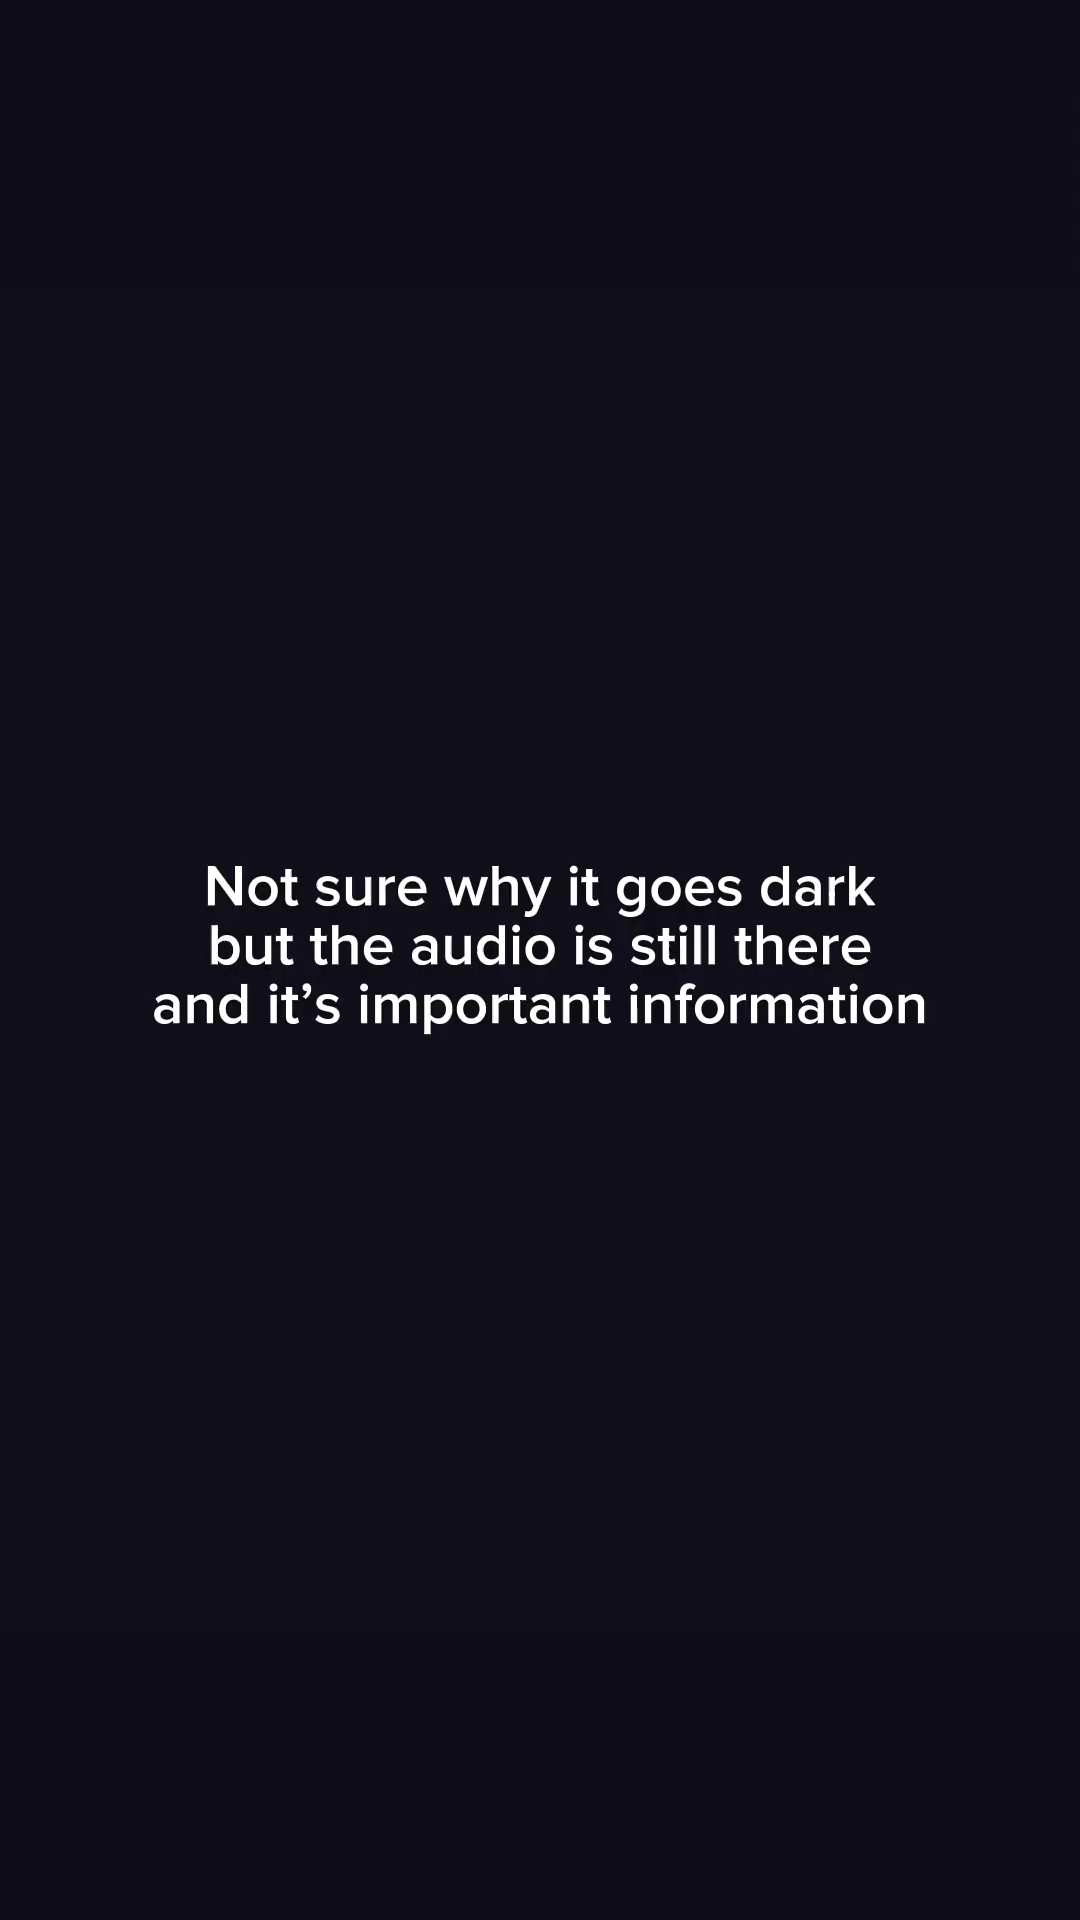 Not sure why it goes dark
but the audio is still there
and it’s important information